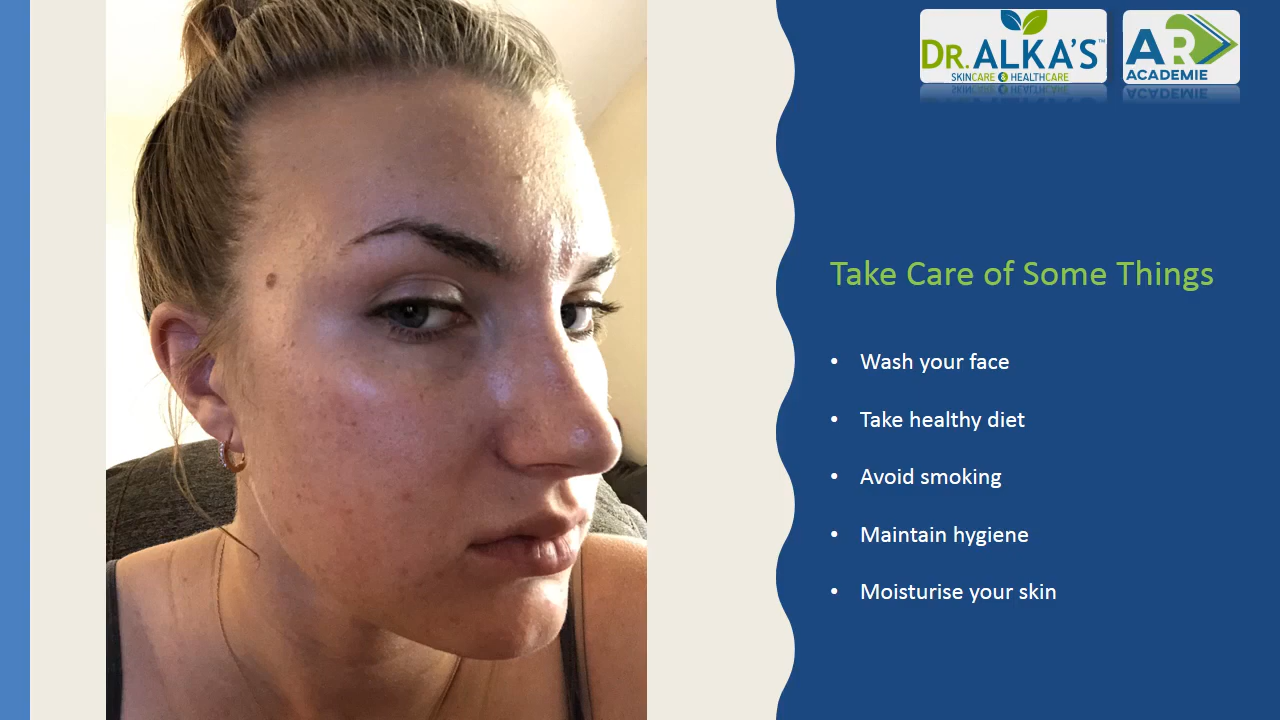 DR. ALKA'S™
SKINCARE & HEALTHCARE
AR
ACADEMIE
Take Care of Some Things
• Wash your face
• Take healthy diet
• Avoid smoking
• Maintain hygiene
• Moisturise your skin